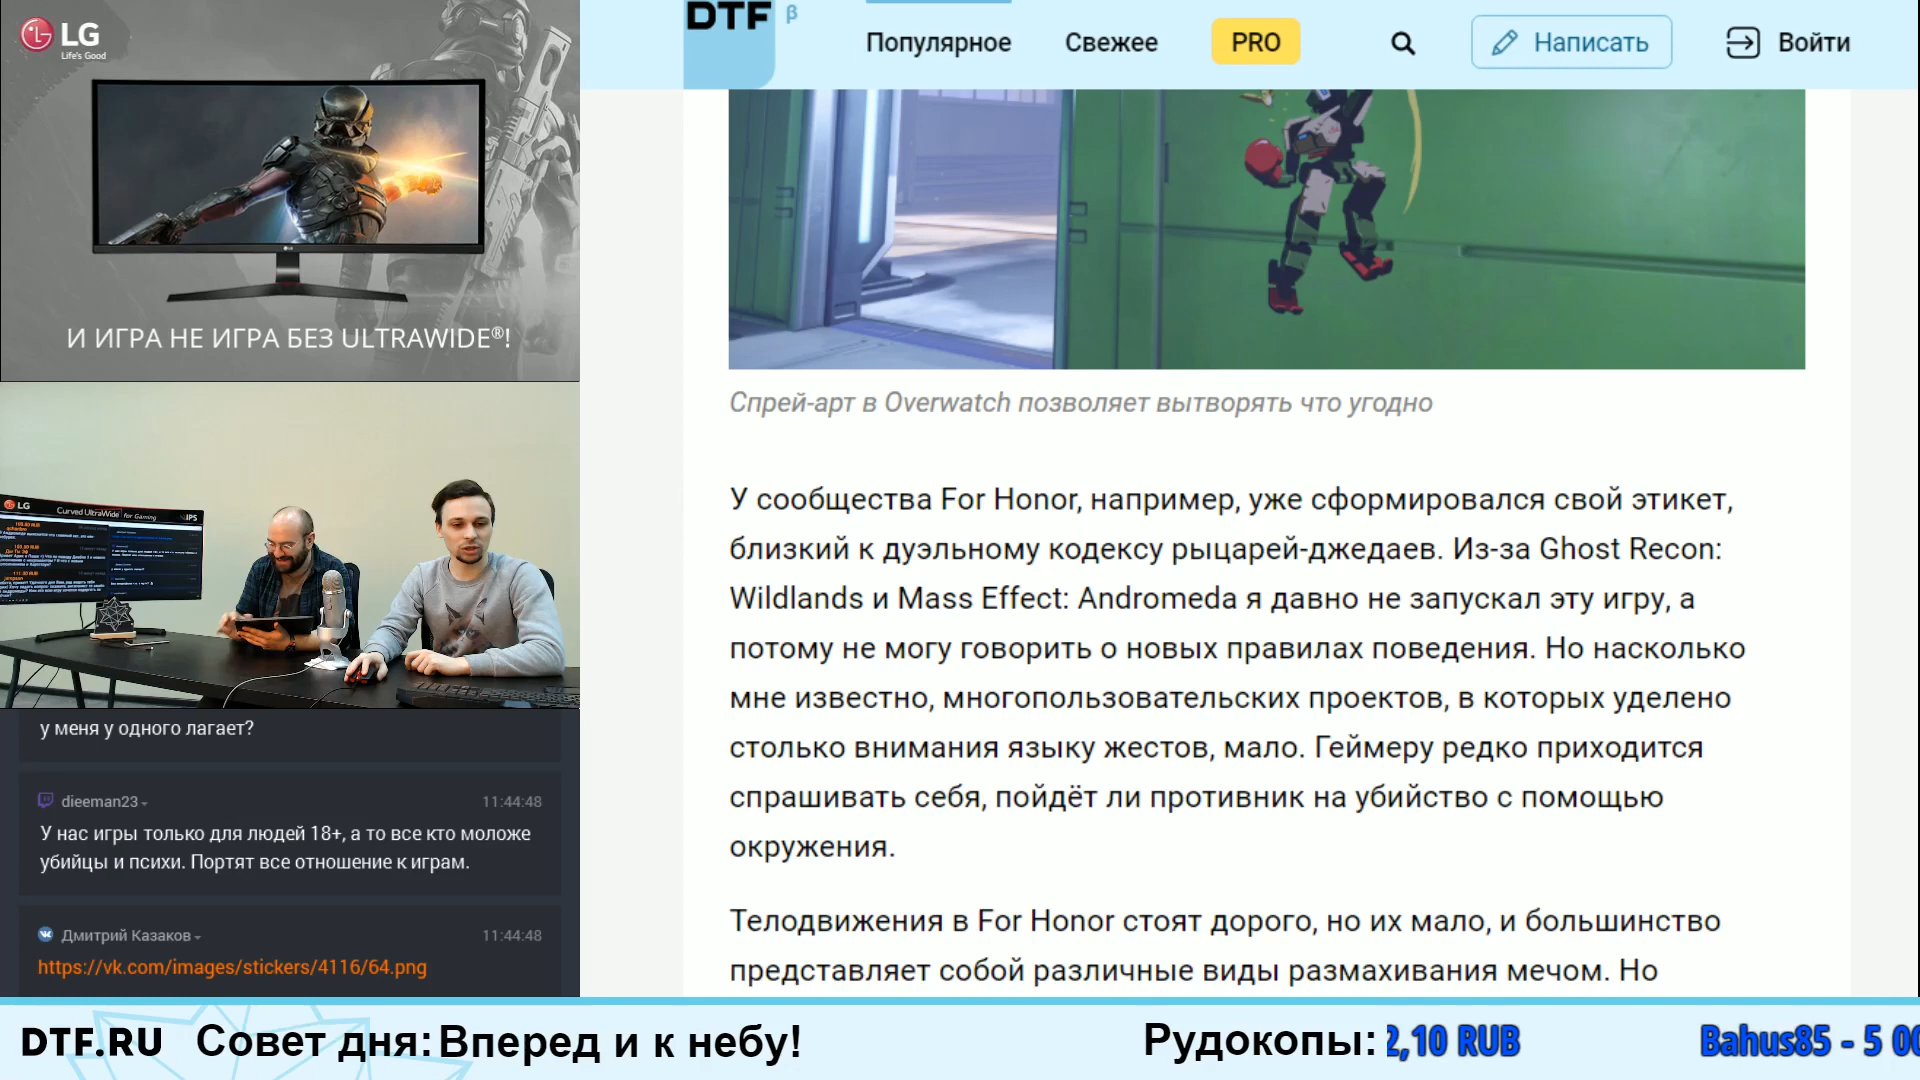 LG
Life's Good
И ИГРА НЕ ИГРА БЕЗ ULTRAWIDE®!
LG
Curved UltraWide for Gaming
IPS
у меня у одного лагает?
dieeman23
11:44:48
У нас игры только для людей 18+, а то все кто моложе
убийцы и психи. Портят все отношение к играм.
Дмитрий Казаков
11:44:48
https://vk.com/images/stickers/4116/64.png
DTF β
Популярное
Свежее
PRO
Написать
Войти
Спрей-арт в Overwatch позволяет вытворять что угодно
У сообщества For Honor, например, уже сформировался свой этикет,
близкий к дуэльному кодексу рыцарей-джедаев. Из-за Ghost Recon:
Wildlands и Mass Effect: Andromeda я давно не запускал эту игру, а
потому не могу говорить о новых правилах поведения. Но насколько
мне известно, многопользовательских проектов, в которых уделено
столько внимания языку жестов, мало. Геймеру редко приходится
спрашивать себя, пойдёт ли противник на убийство с помощью
окружения.
Телодвижения в For Honor стоят дорого, но их мало, и большинство
представляет собой различные виды размахивания мечом. Но
DTF.RU Совет дня: Вперед и к небу!
Рудокопы: 2,10 RUB
Bahus85 - 5 00